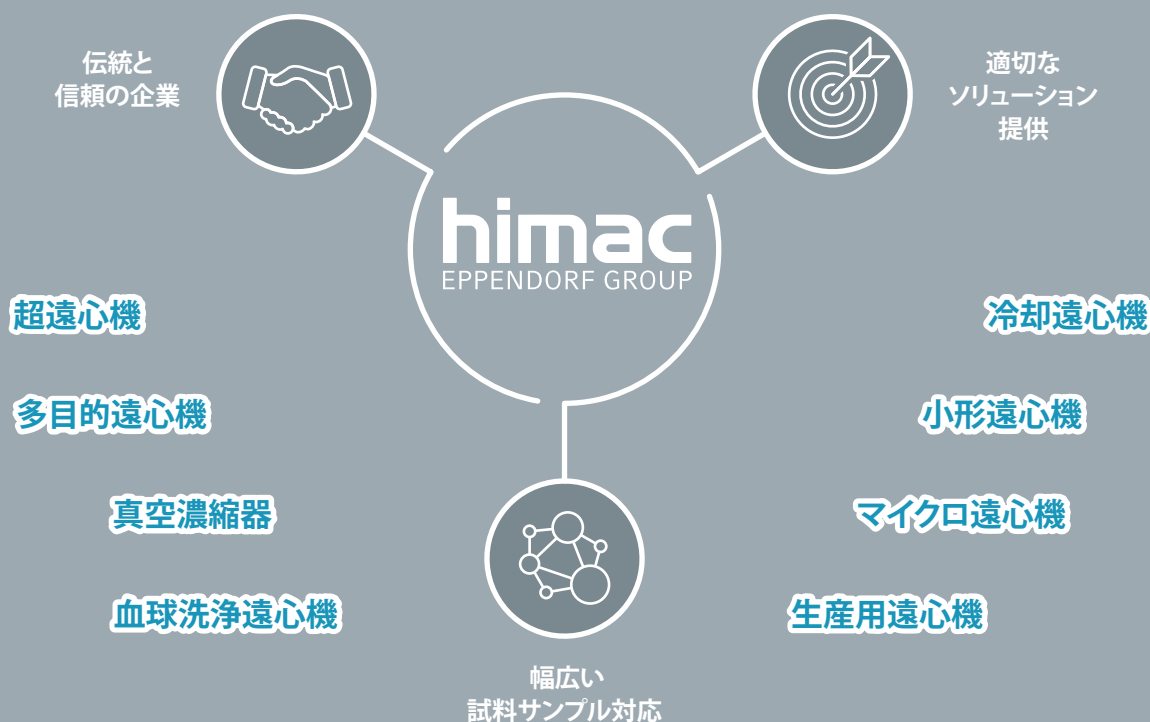 伝統と
信頼の企業
適切な
ソリューション
提供
himac
EPPENDORF GROUP
超遠心機
冷却遠心機
多目的遠心機
小形遠心機
真空濃縮器
マイクロ遠心機
血球洗浄遠心機
生産用遠心機
幅広い
試料サンプル対応